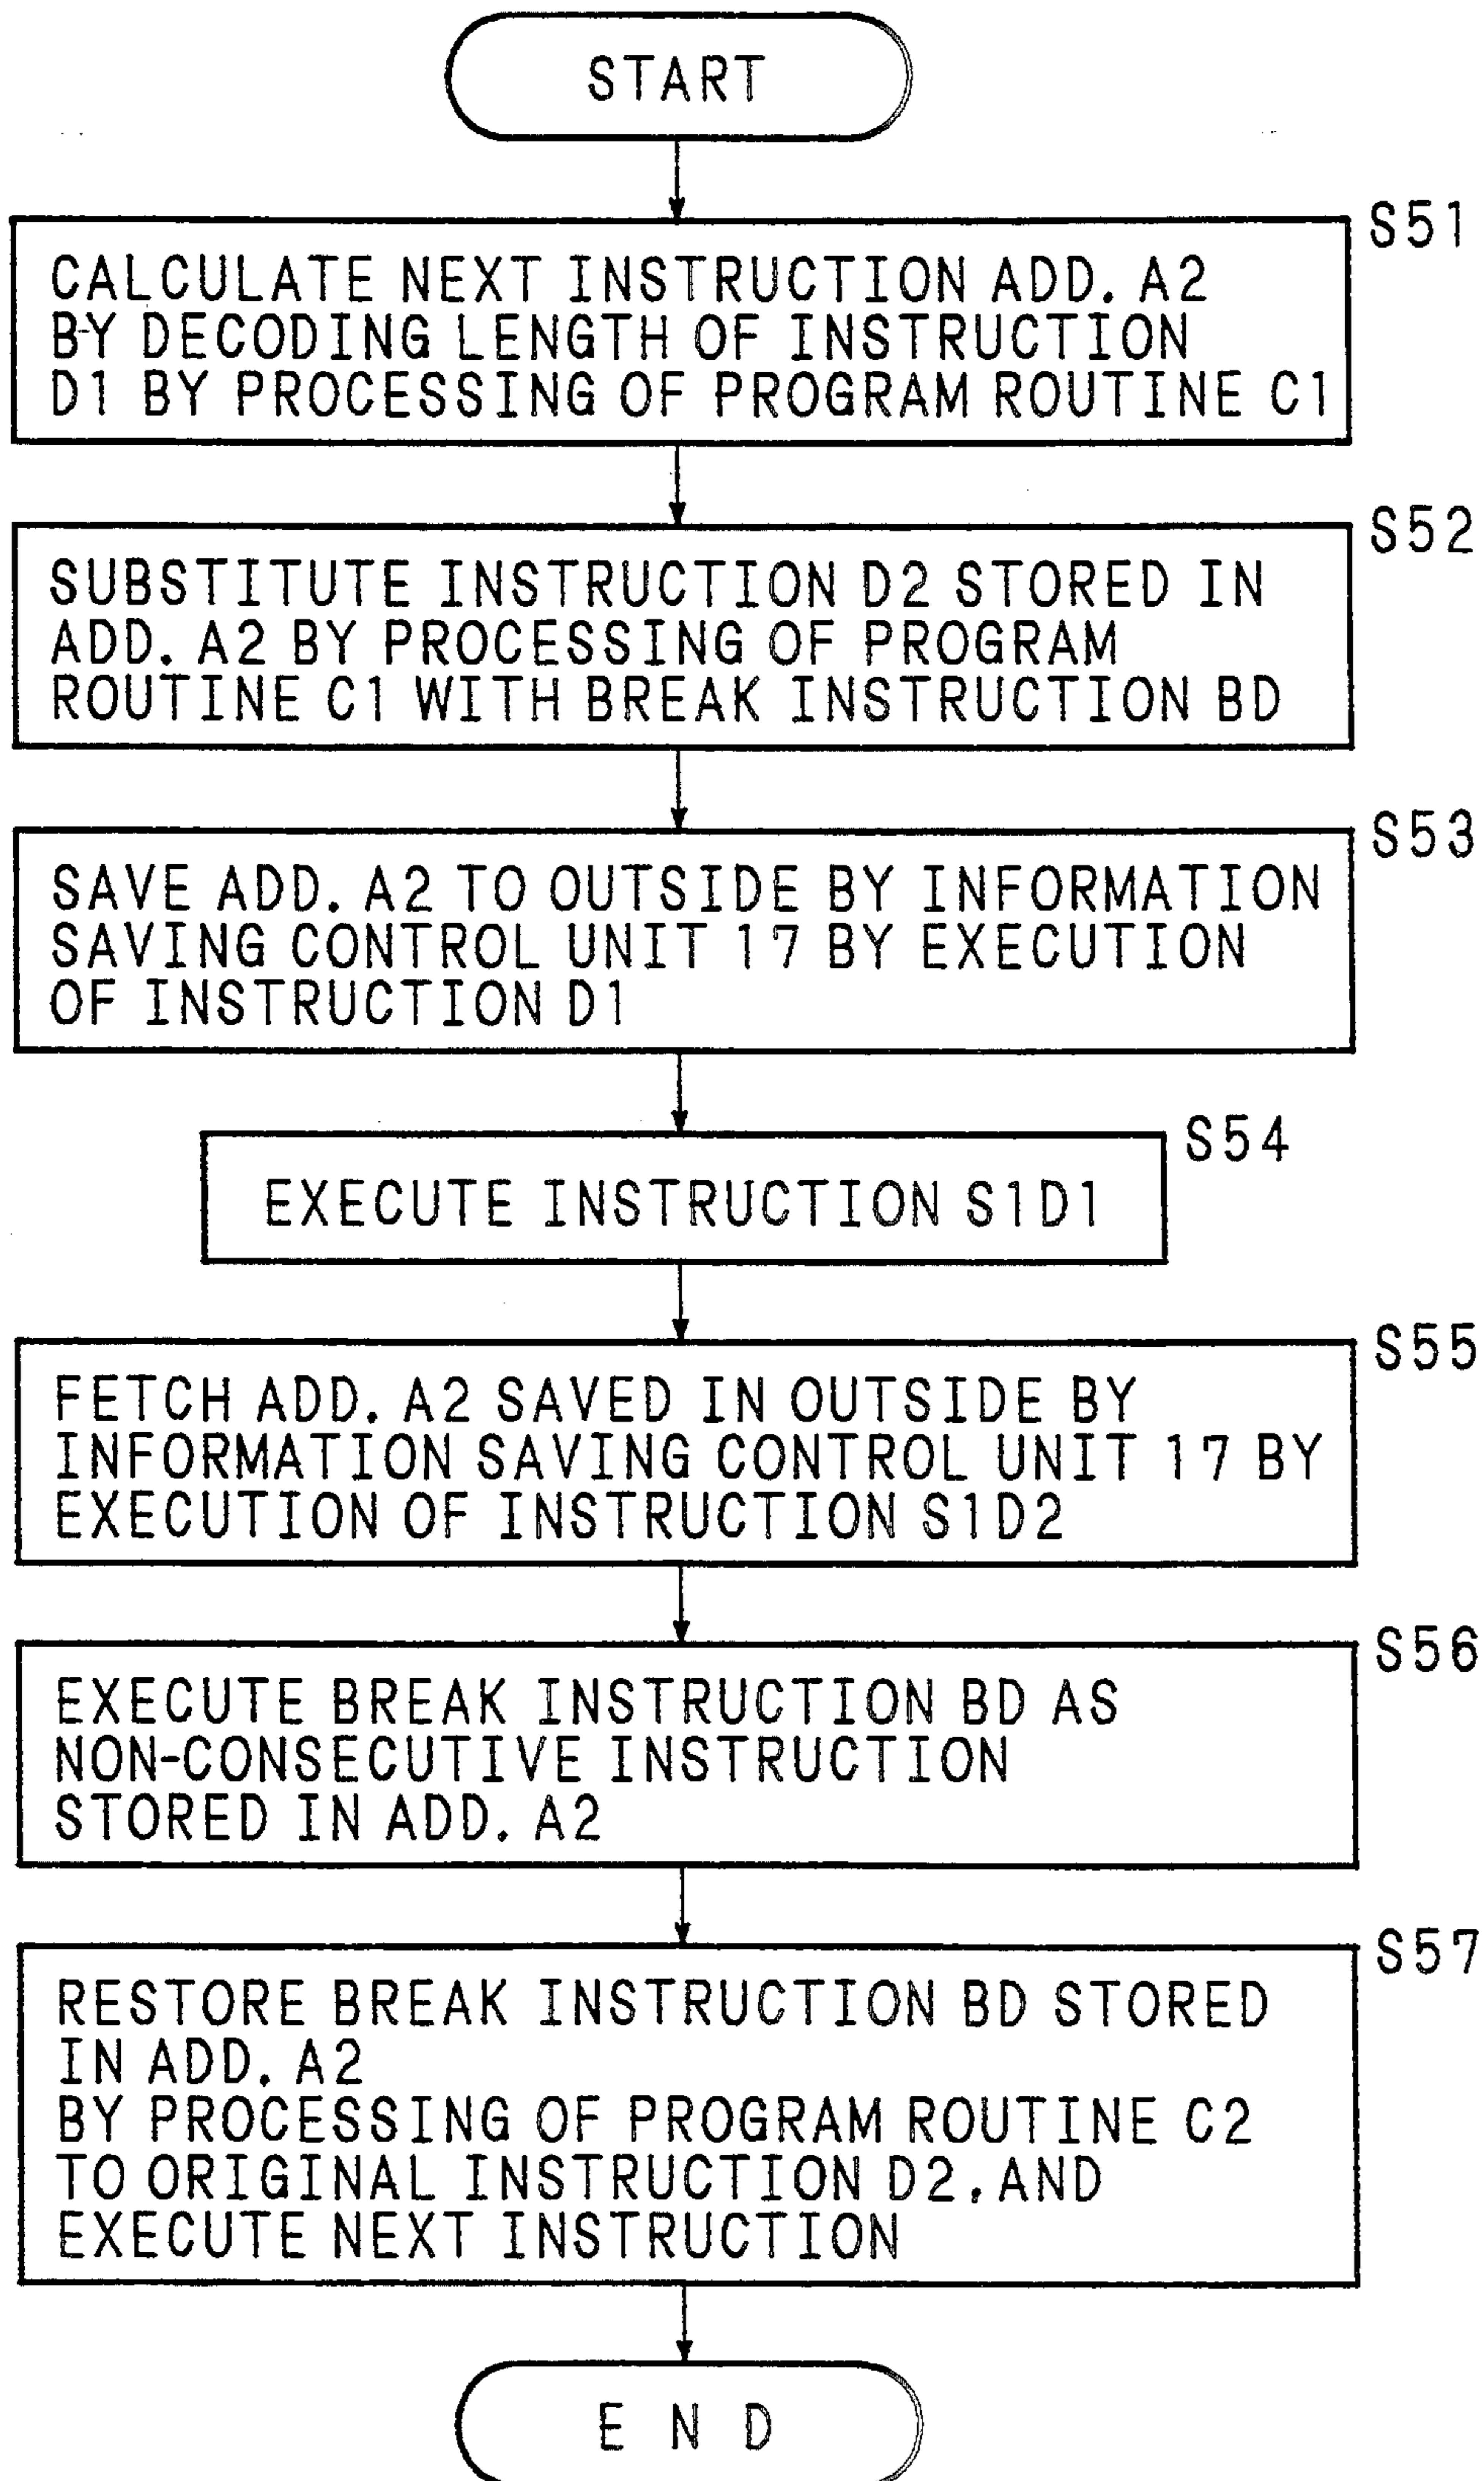 START
S51
CALCULATE NEXT INSTRUCTION ADD. A2
BY DECODING LENGTH OF INSTRUCTION
D1 BY PROCESSING OF PROGRAM ROUTINE C1
S52
SUBSTITUTE INSTRUCTION D2 STORED IN
ADD. A2 BY PROCESSING OF PROGRAM
ROUTINE C1 WITH BREAK INSTRUCTION BD
S53
SAVE ADD. A2 TO OUTSIDE BY INFORMATION
SAVING CONTROL UNIT 17 BY EXECUTION
OF INSTRUCTION D1
S54
EXECUTE INSTRUCTION S1D1
S55
FETCH ADD. A2 SAVED IN OUTSIDE BY
INFORMATION SAVING CONTROL UNIT 17 BY
EXECUTION OF INSTRUCTION S1D2
S56
EXECUTE BREAK INSTRUCTION BD AS
NON-CONSECUTIVE INSTRUCTION
STORED IN ADD. A2
S57
RESTORE BREAK INSTRUCTION BD STORED
IN ADD. A2
BY PROCESSING OF PROGRAM ROUTINE C2
TO ORIGINAL INSTRUCTION D2, AND
EXECUTE NEXT INSTRUCTION
END